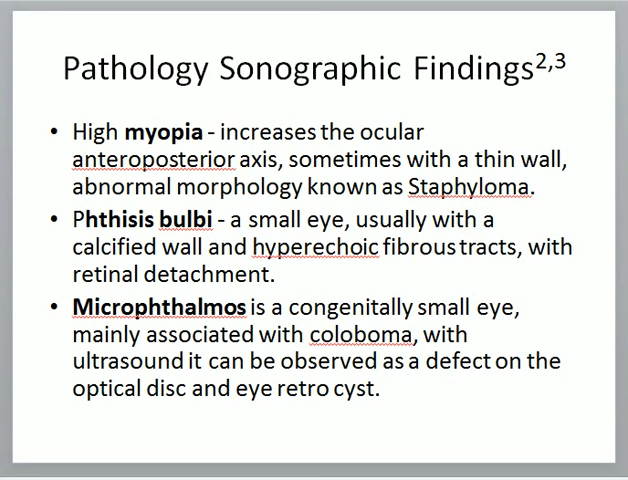 Pathology Sonographic Findings2,3
• High myopia - increases the ocular
anteroposterior axis, sometimes with a thin wall,
abnormal morphology known as Staphyloma.
• Phthisis bulbi - a small eye, usually with a
calcified wall and hyperechoic fibrous tracts, with
retinal detachment.
• Microphthalmos is a congenitally small eye,
mainly associated with coloboma, with
ultrasound it can be observed as a defect on the
optical disc and eye retro cyst.